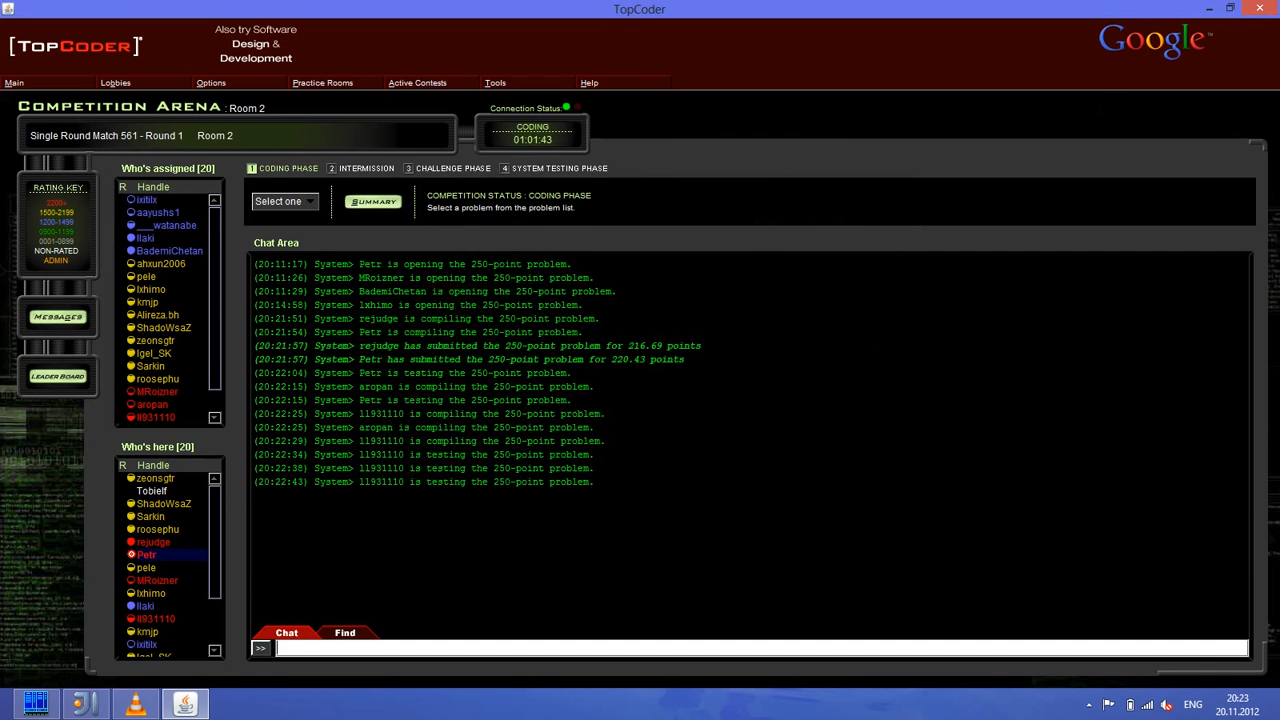 TopCoder
[TOPCODER]®
Also try Software
Design &
Development
Google™
Main Lobbies Options Practice Rooms Active Contests Tools Help
COMPETITION ARENA : Room 2
Connection Status:
Single Round Match 561 - Round 1 Room 2
CODING
01:01:43
RATING KEY
2200+
1500-2199
1200-1499
0900-1199
0001-0899
NON-RATED
ADMIN
MESSAGES
LEADER BOARD
Who's assigned [20]
R Handle
ixitilx
aayushs1
___watanabe
Ilaki
BademiChetan
ahxun2006
pele
lxhimo
kmjp
Alireza.bh
ShadoWsaZ
zeonsgtr
Igel_SK
Sarkin
roosephu
MRoizner
aropan
ll931110
Who's here [20]
R Handle
zeonsgtr
Tobielf
ShadoWsaZ
Sarkin
roosephu
rejudge
Petr
pele
MRoizner
lxhimo
Ilaki
ll931110
kmjp
ixitilx
Igel_SK
1 CODING PHASE 2 INTERMISSION 3 CHALLENGE PHASE 4 SYSTEM TESTING PHASE
Select one
SUMMARY
COMPETITION STATUS : CODING PHASE
Select a problem from the problem list.
Chat Area
(20:11:17) System> Petr is opening the 250-point problem.
(20:11:26) System> MRoizner is opening the 250-point problem.
(20:11:29) System> BademiChetan is opening the 250-point problem.
(20:14:58) System> lxhimo is opening the 250-point problem.
(20:21:51) System> rejudge is compiling the 250-point problem.
(20:21:54) System> Petr is compiling the 250-point problem.
(20:21:57) System> rejudge has submitted the 250-point problem for 216.69 points
(20:21:57) System> Petr has submitted the 250-point problem for 220.43 points
(20:22:04) System> Petr is testing the 250-point problem.
(20:22:15) System> aropan is compiling the 250-point problem.
(20:22:15) System> Petr is testing the 250-point problem.
(20:22:25) System> ll931110 is compiling the 250-point problem.
(20:22:25) System> aropan is compiling the 250-point problem.
(20:22:29) System> ll931110 is compiling the 250-point problem.
(20:22:34) System> ll931110 is testing the 250-point problem.
(20:22:38) System> ll931110 is testing the 250-point problem.
(20:22:43) System> ll931110 is testing the 250-point problem.
Chat Find
>>
ENG
20:23
20.11.2012